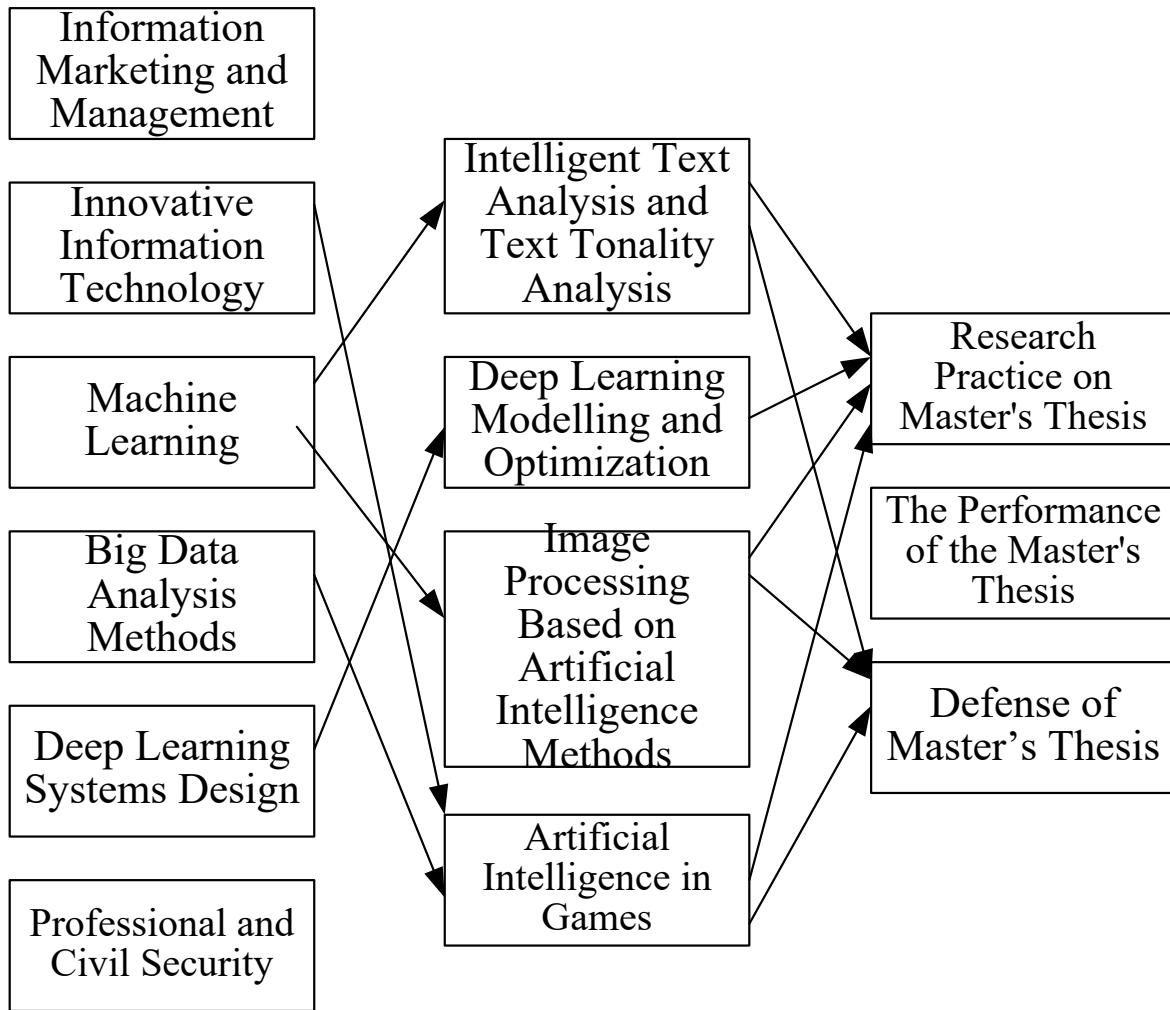 Information
Marketing and
Management
Innovative
Information
Technology
Machine
Learning
Big Data
Analysis
Methods
Deep Learning
Systems Design
Professional and
Civil Security
Intelligent Text
Analysis and
Text Tonality
Analysis
Deep Learning
Modelling and
Optimization
Image
Processing
Based on
Artificial
Intelligence
Methods
Artificial
Intelligence in
Games
Research
Practice on
Master's Thesis
The Performance
of the Master's
Thesis
Defense of
Master’s Thesis